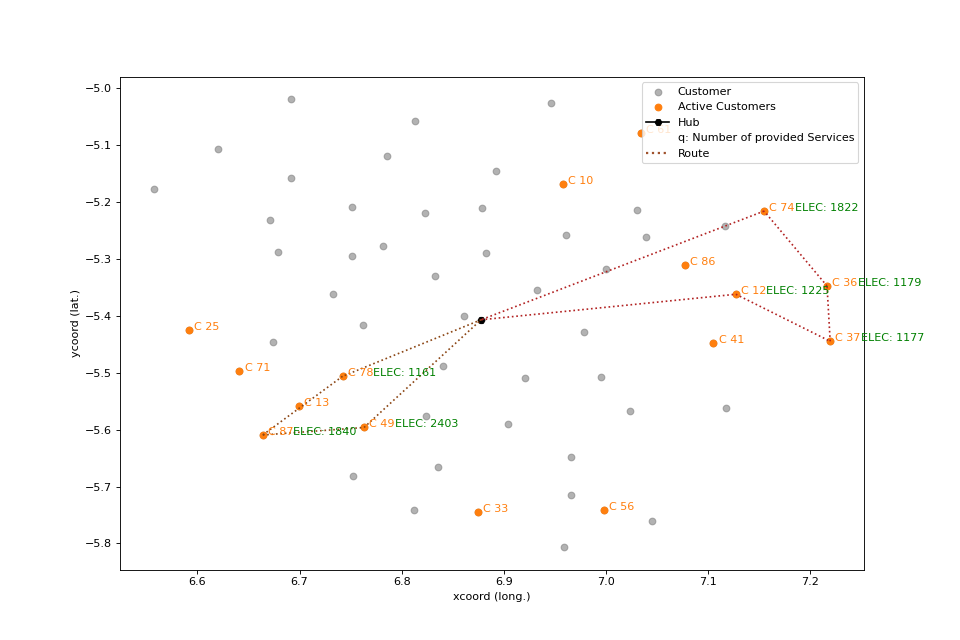 Customer
Active Customers
Hub
q: Number of provided Services
Route
C 10
C 74 ELEC: 1822
C 86
C 36 ELEC: 1179
C 12 ELEC: 1225
C 25
C 41
C 37 ELEC: 1177
C 71
C 78 ELEC: 1161
C 13
C 49 ELEC: 2403
C 87 ELEC: 1840
C 33
C 56
−5.0
−5.1
−5.2
−5.3
−5.4
−5.5
−5.6
−5.7
−5.8
ycoord (lat.)
6.6 6.7 6.8 6.9 7.0 7.1 7.2
xcoord (long.)